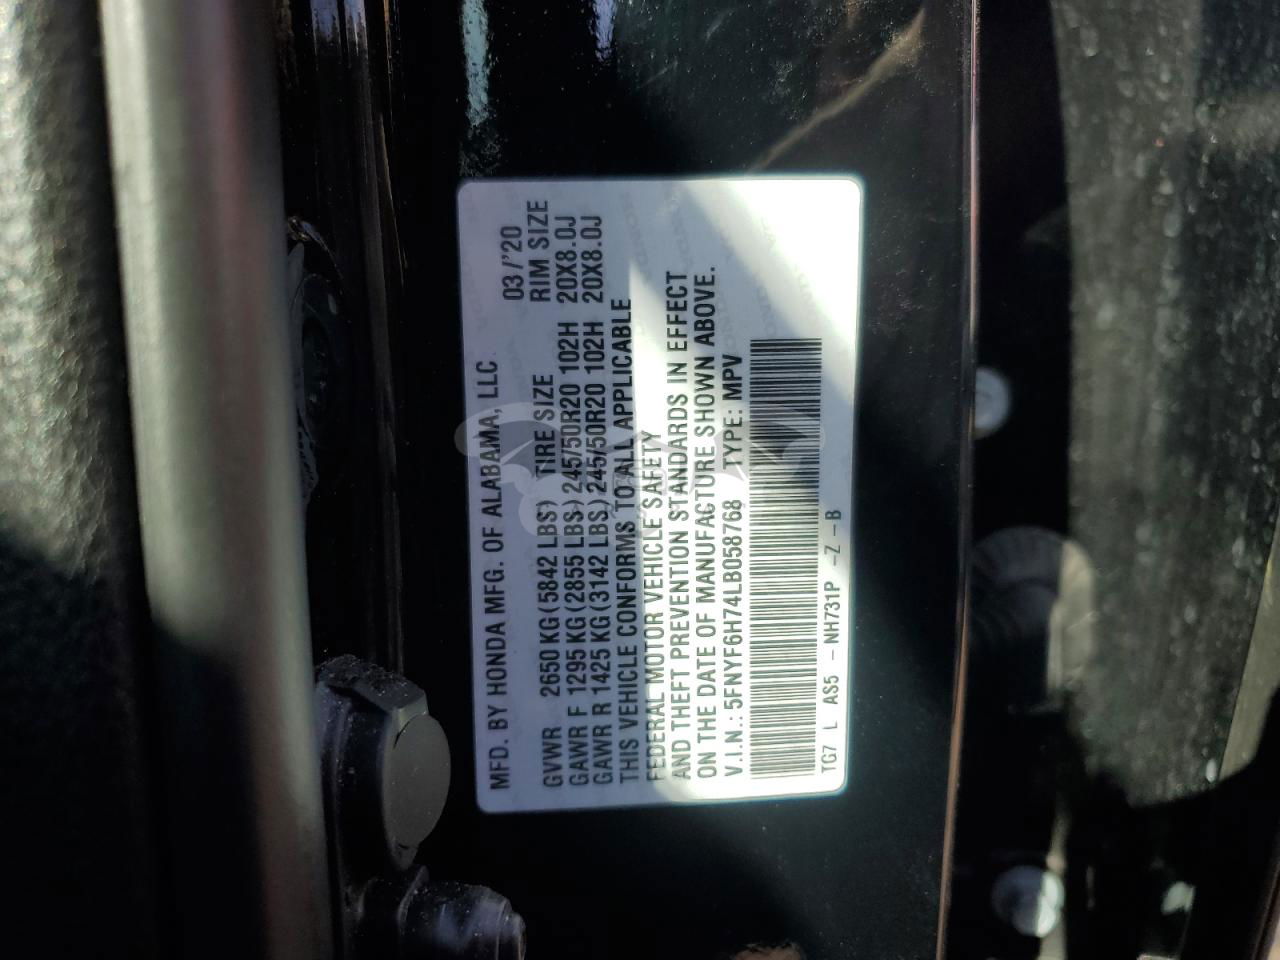 MFD. BY HONDA MFG. OF ALABAMA, LLC 03/'20
GVWR 2650 KG (5842 LBS) TIRE SIZE RIM SIZE
GAWR F 1295 KG (2855 LBS) 245/50R20 102H 20X8.0J
GAWR R 1425 KG (3142 LBS) 245/50R20 102H 20X8.0J
THIS VEHICLE CONFORMS TO ALL APPLICABLE
FEDERAL MOTOR VEHICLE SAFETY
AND THEFT PREVENTION STANDARDS IN EFFECT
ON THE DATE OF MANUFACTURE SHOWN ABOVE.
V.I.N.: 5FNYF6H74LB058768 TYPE: MPV
TG7 L AS5 - NH731P - Z - B